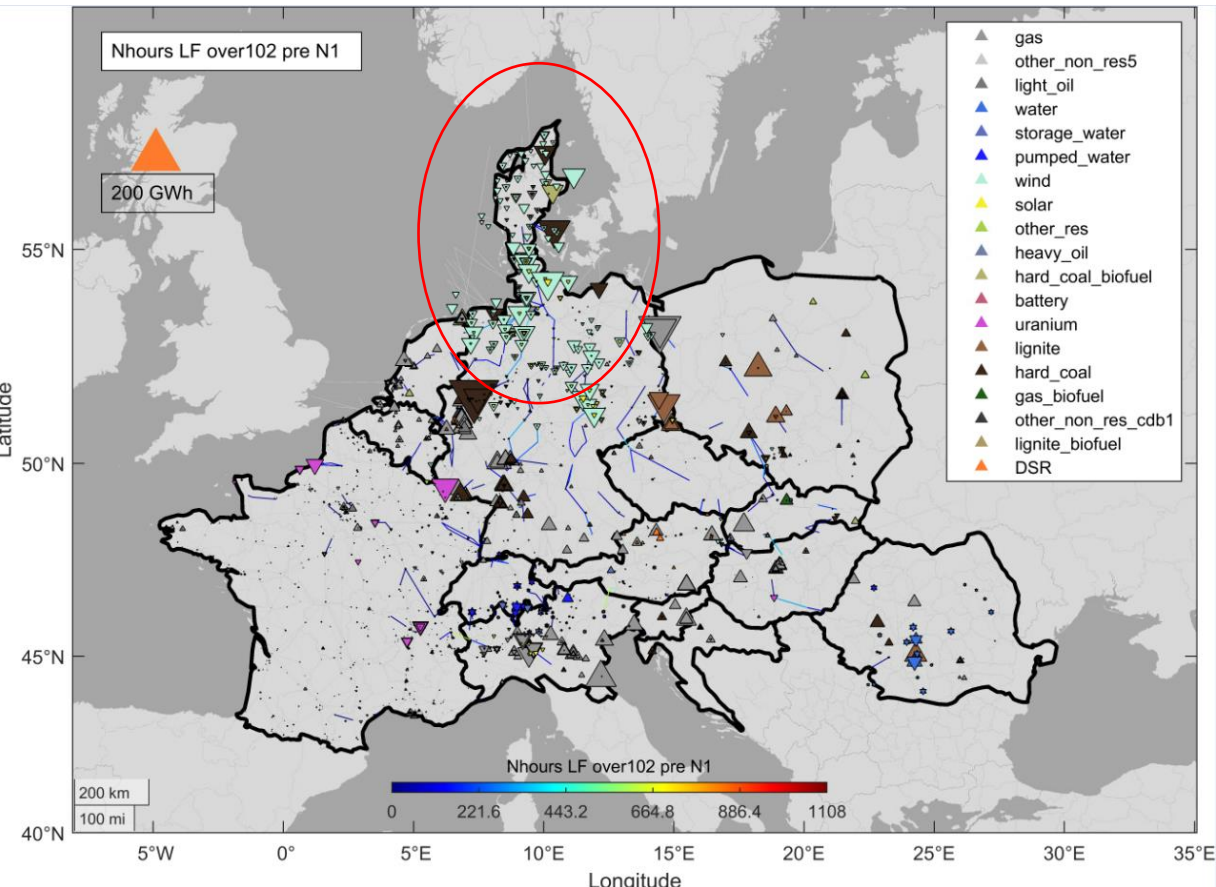 Nhours LF over102 pre N1
200 GWh
gas
other_non_res5
light_oil
water
storage_water
pumped_water
wind
solar
other_res
heavy_oil
hard_coal_biofuel
battery
uranium
lignite
hard_coal
gas_biofuel
other_non_res_cdb1
lignite_biofuel
DSR
55°N
50°N
45°N
40°N
Latitude
Nhours LF over102 pre N1
0 221.6 443.2 664.8 886.4 1108
200 km
100 mi
5°W 0° 5°E 10°E 15°E 20°E 25°E 30°E 35°E
Longitude